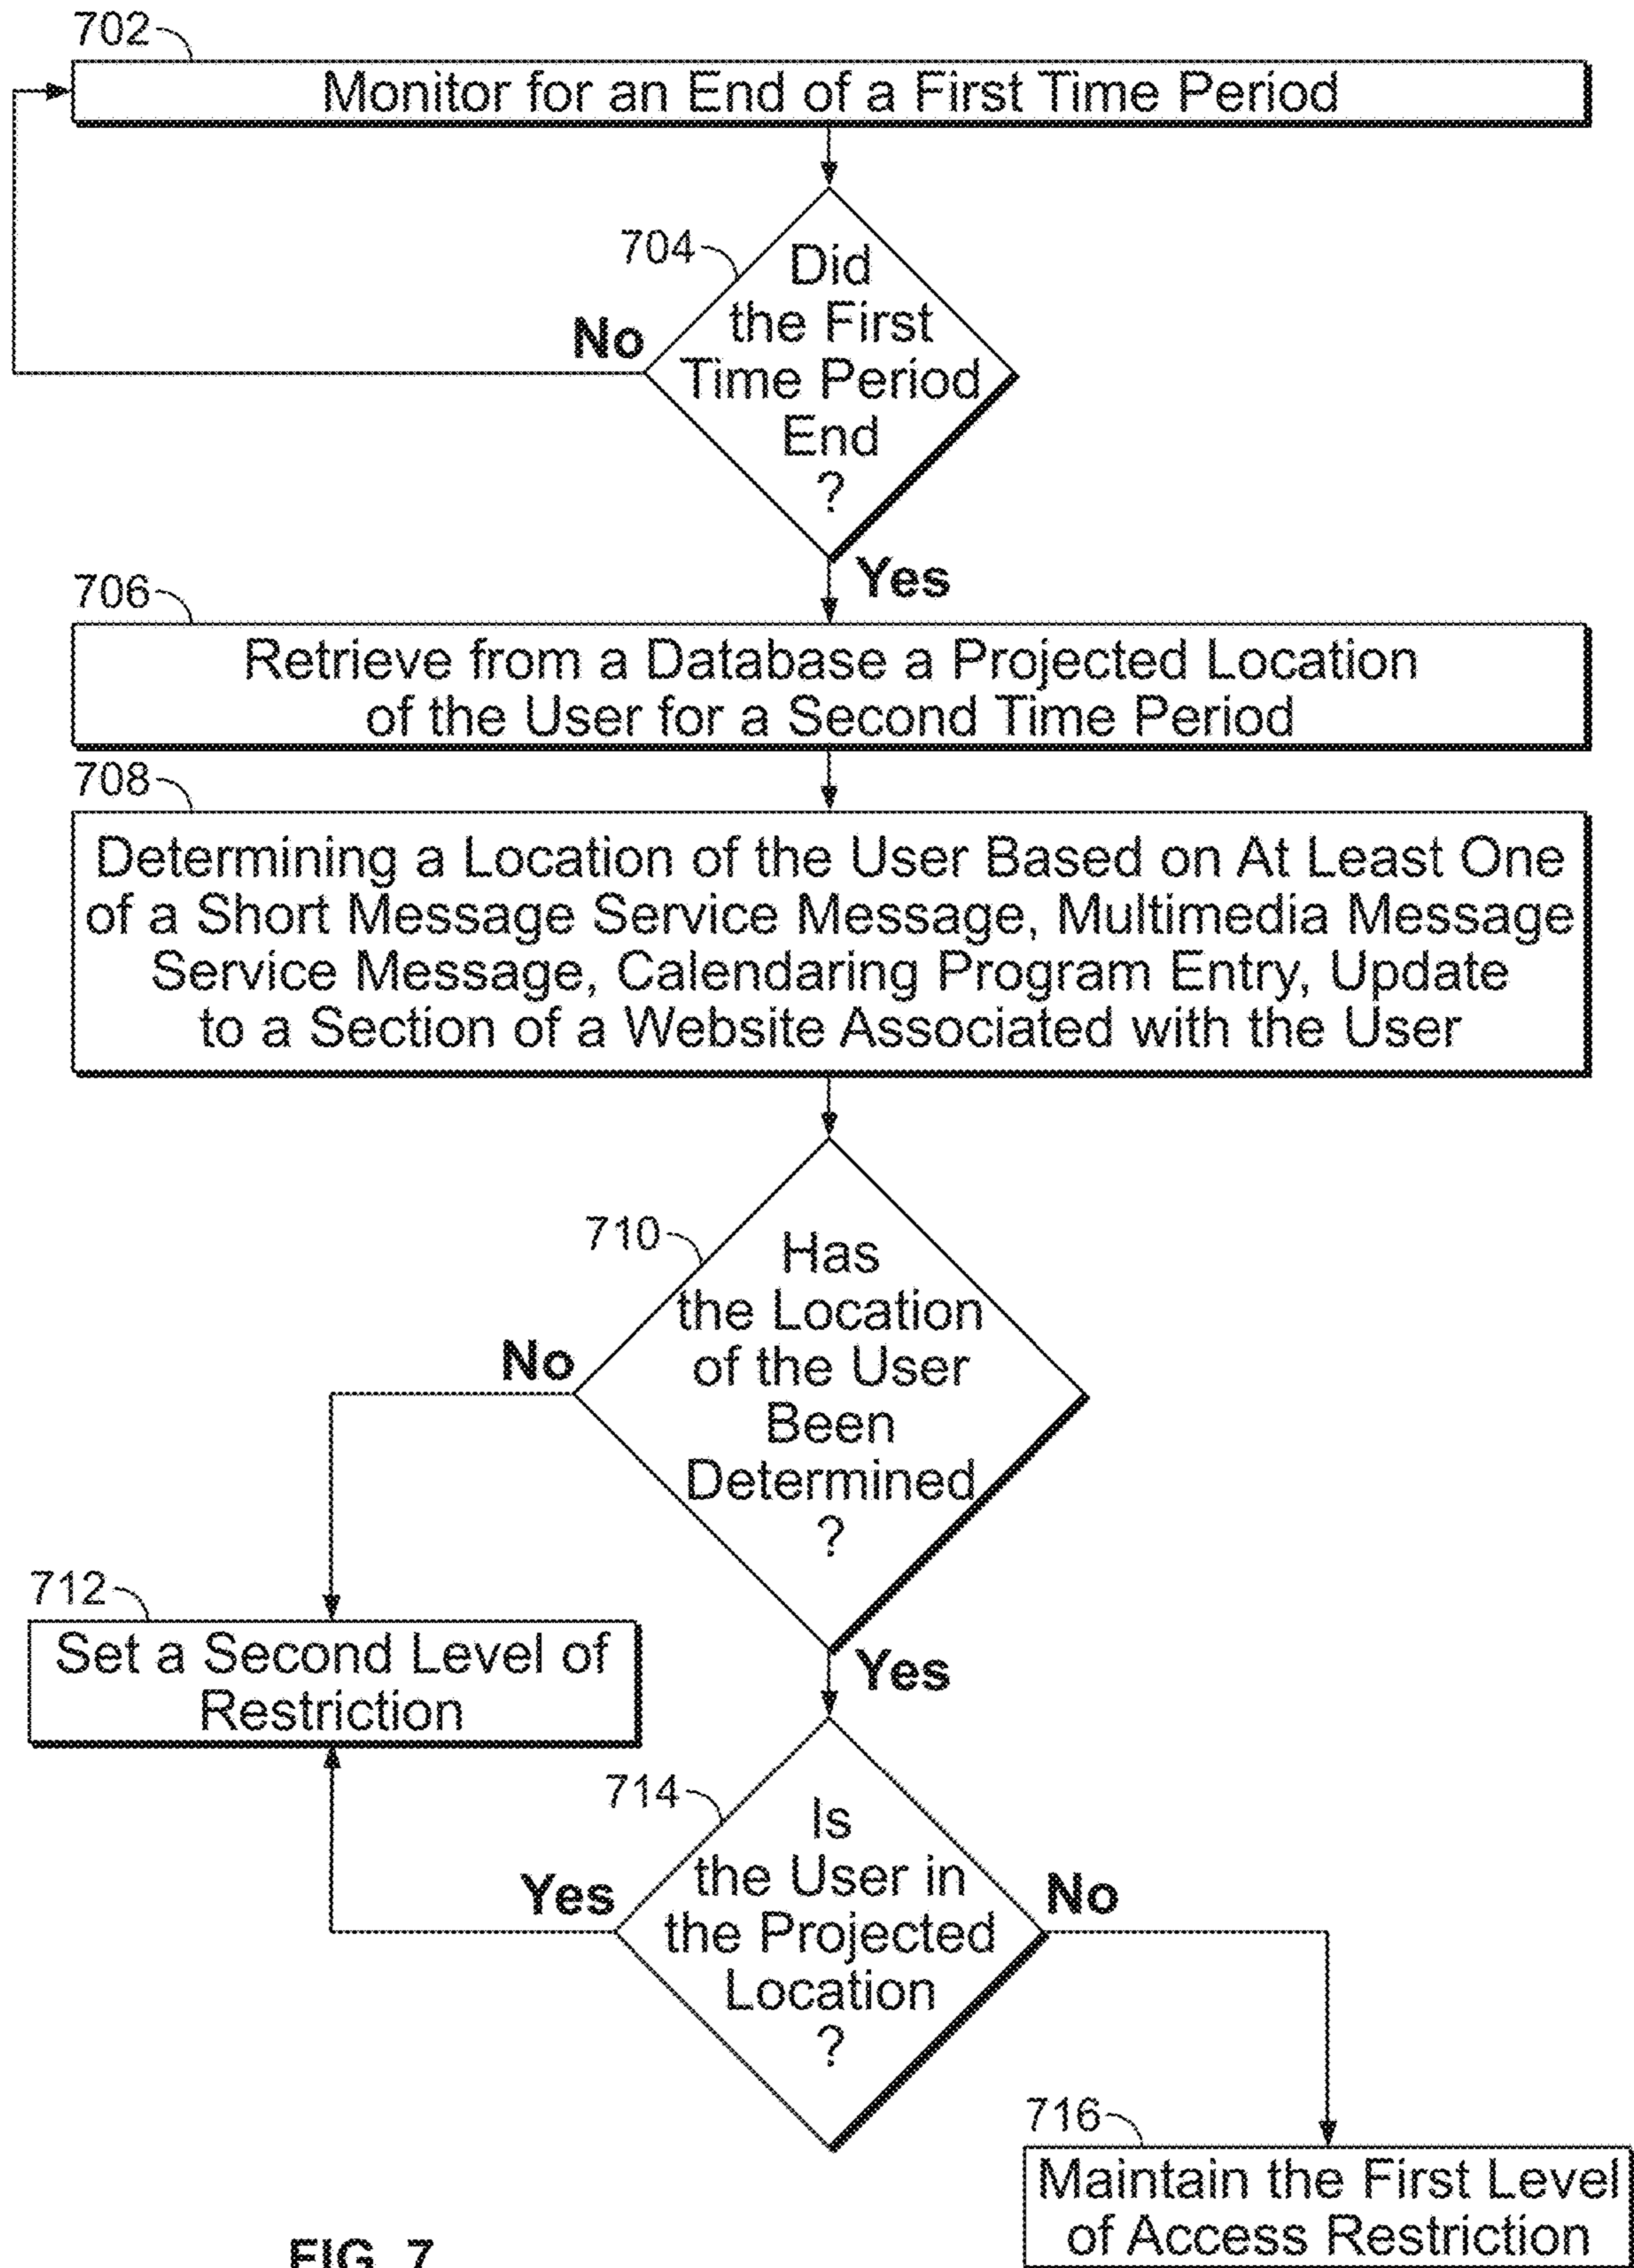 702
Monitor for an End of a First Time Period
704
Did
the First
Time Period
End
?
No
Yes
706
Retrieve from a Database a Projected Location
of the User for a Second Time Period
708
Determining a Location of the User Based on At Least One
of a Short Message Service Message, Multimedia Message
Service Message, Calendaring Program Entry, Update
to a Section of a Website Associated with the User
710
Has
the Location
of the User
Been
Determined
?
No
Yes
712
Set a Second Level of
Restriction
714
Is
the User in
the Projected
Location
?
Yes
No
716
Maintain the First Level
of Access Restriction
FIG. 7